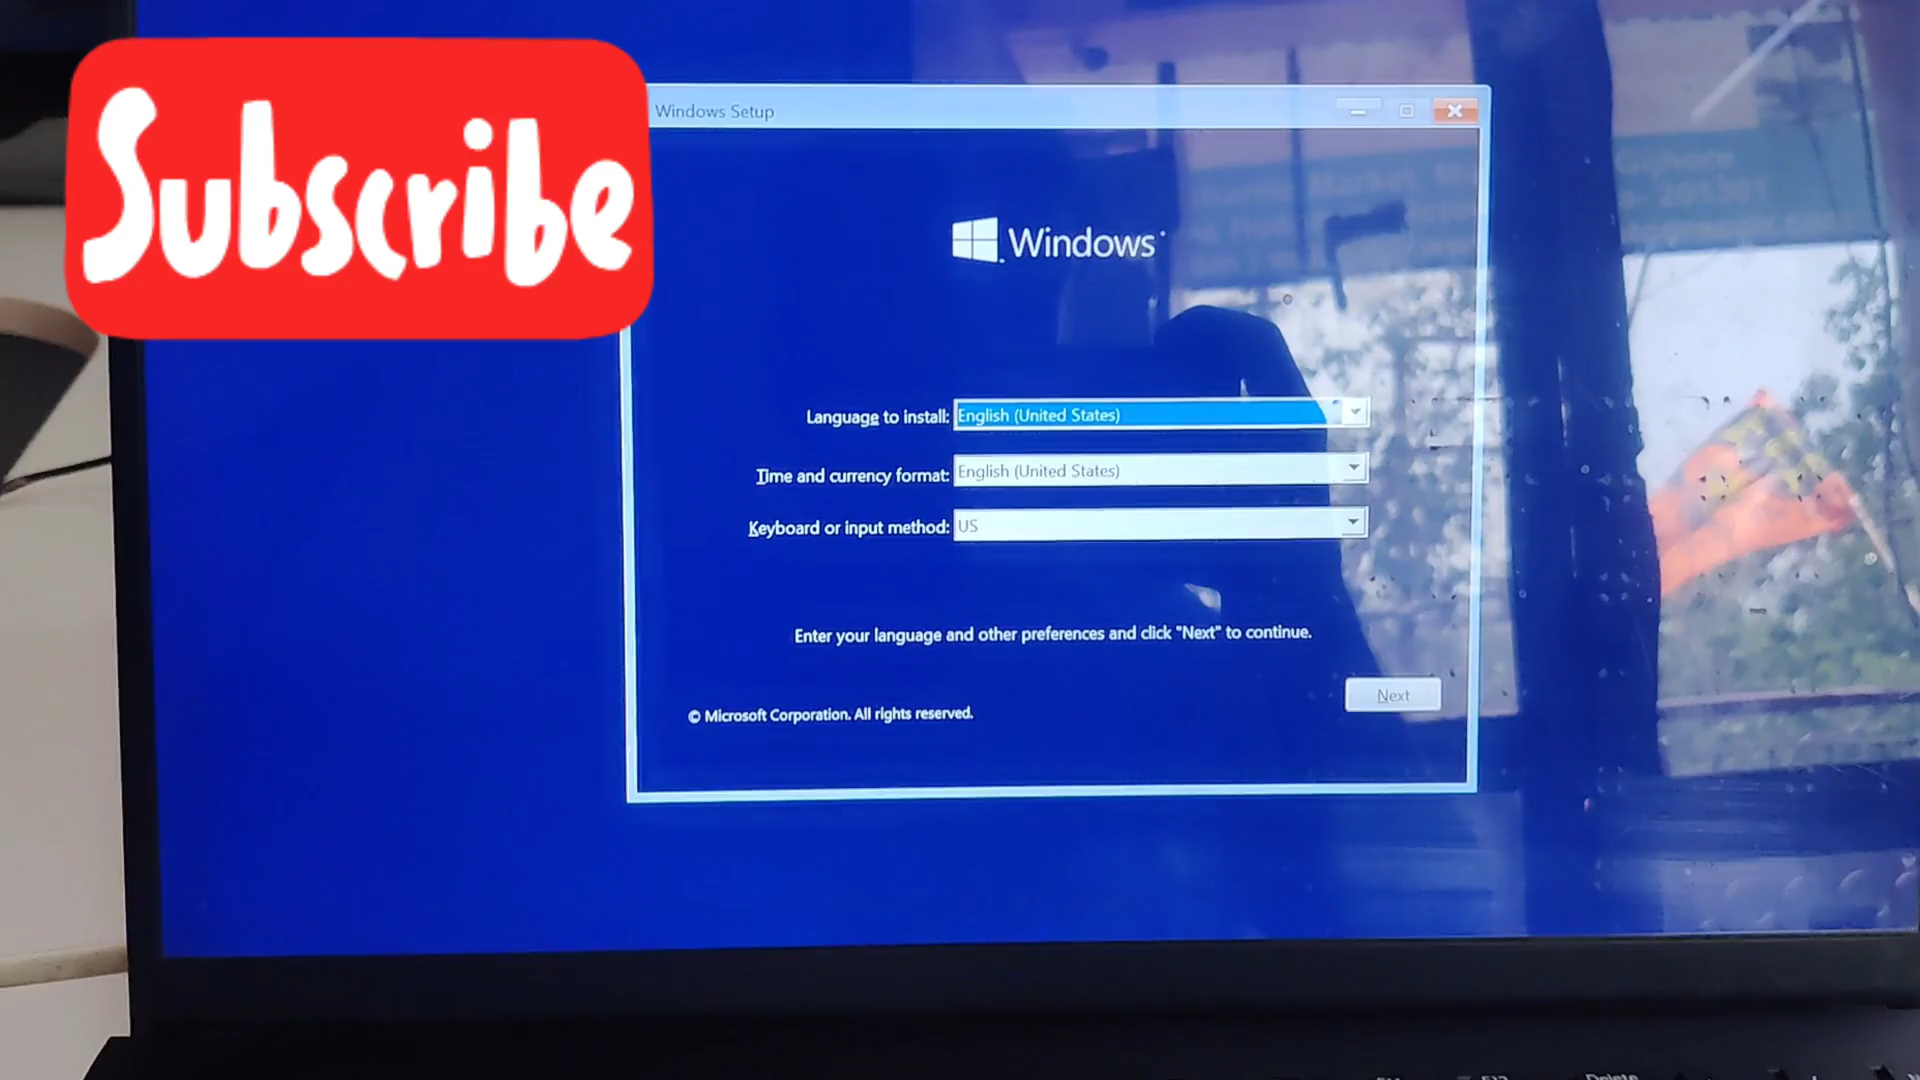 Subscribe
Windows Setup
Windows
Language to install: English (United States)
Time and currency format: English (United States)
Keyboard or input method: US
Enter your language and other preferences and click "Next" to continue.
Next
© Microsoft Corporation. All rights reserved.
Delete